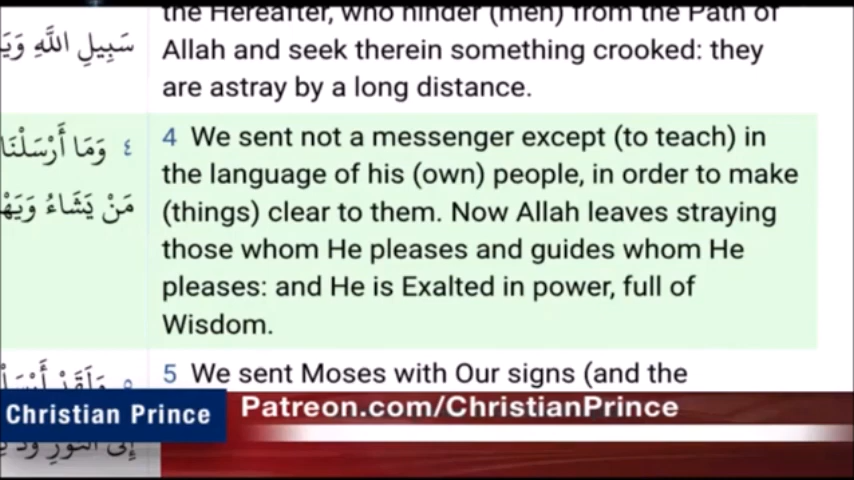 the Hereafter, who hinder (men) from the Path of
سَبِيلِ اللَّهِ
Allah and seek therein something crooked: they
are astray by a long distance.
٤ وَمَا أَرْسَلْنَا
4 We sent not a messenger except (to teach) in
the language of his (own) people, in order to make
مَنْ يَشَاءُ
(things) clear to them. Now Allah leaves straying
those whom He pleases and guides whom He
pleases: and He is Exalted in power, full of
Wisdom.
٥ وَلَقَدْ
5 We sent Moses with Our signs (and the
Christian Prince
Patreon.com/ChristianPrince